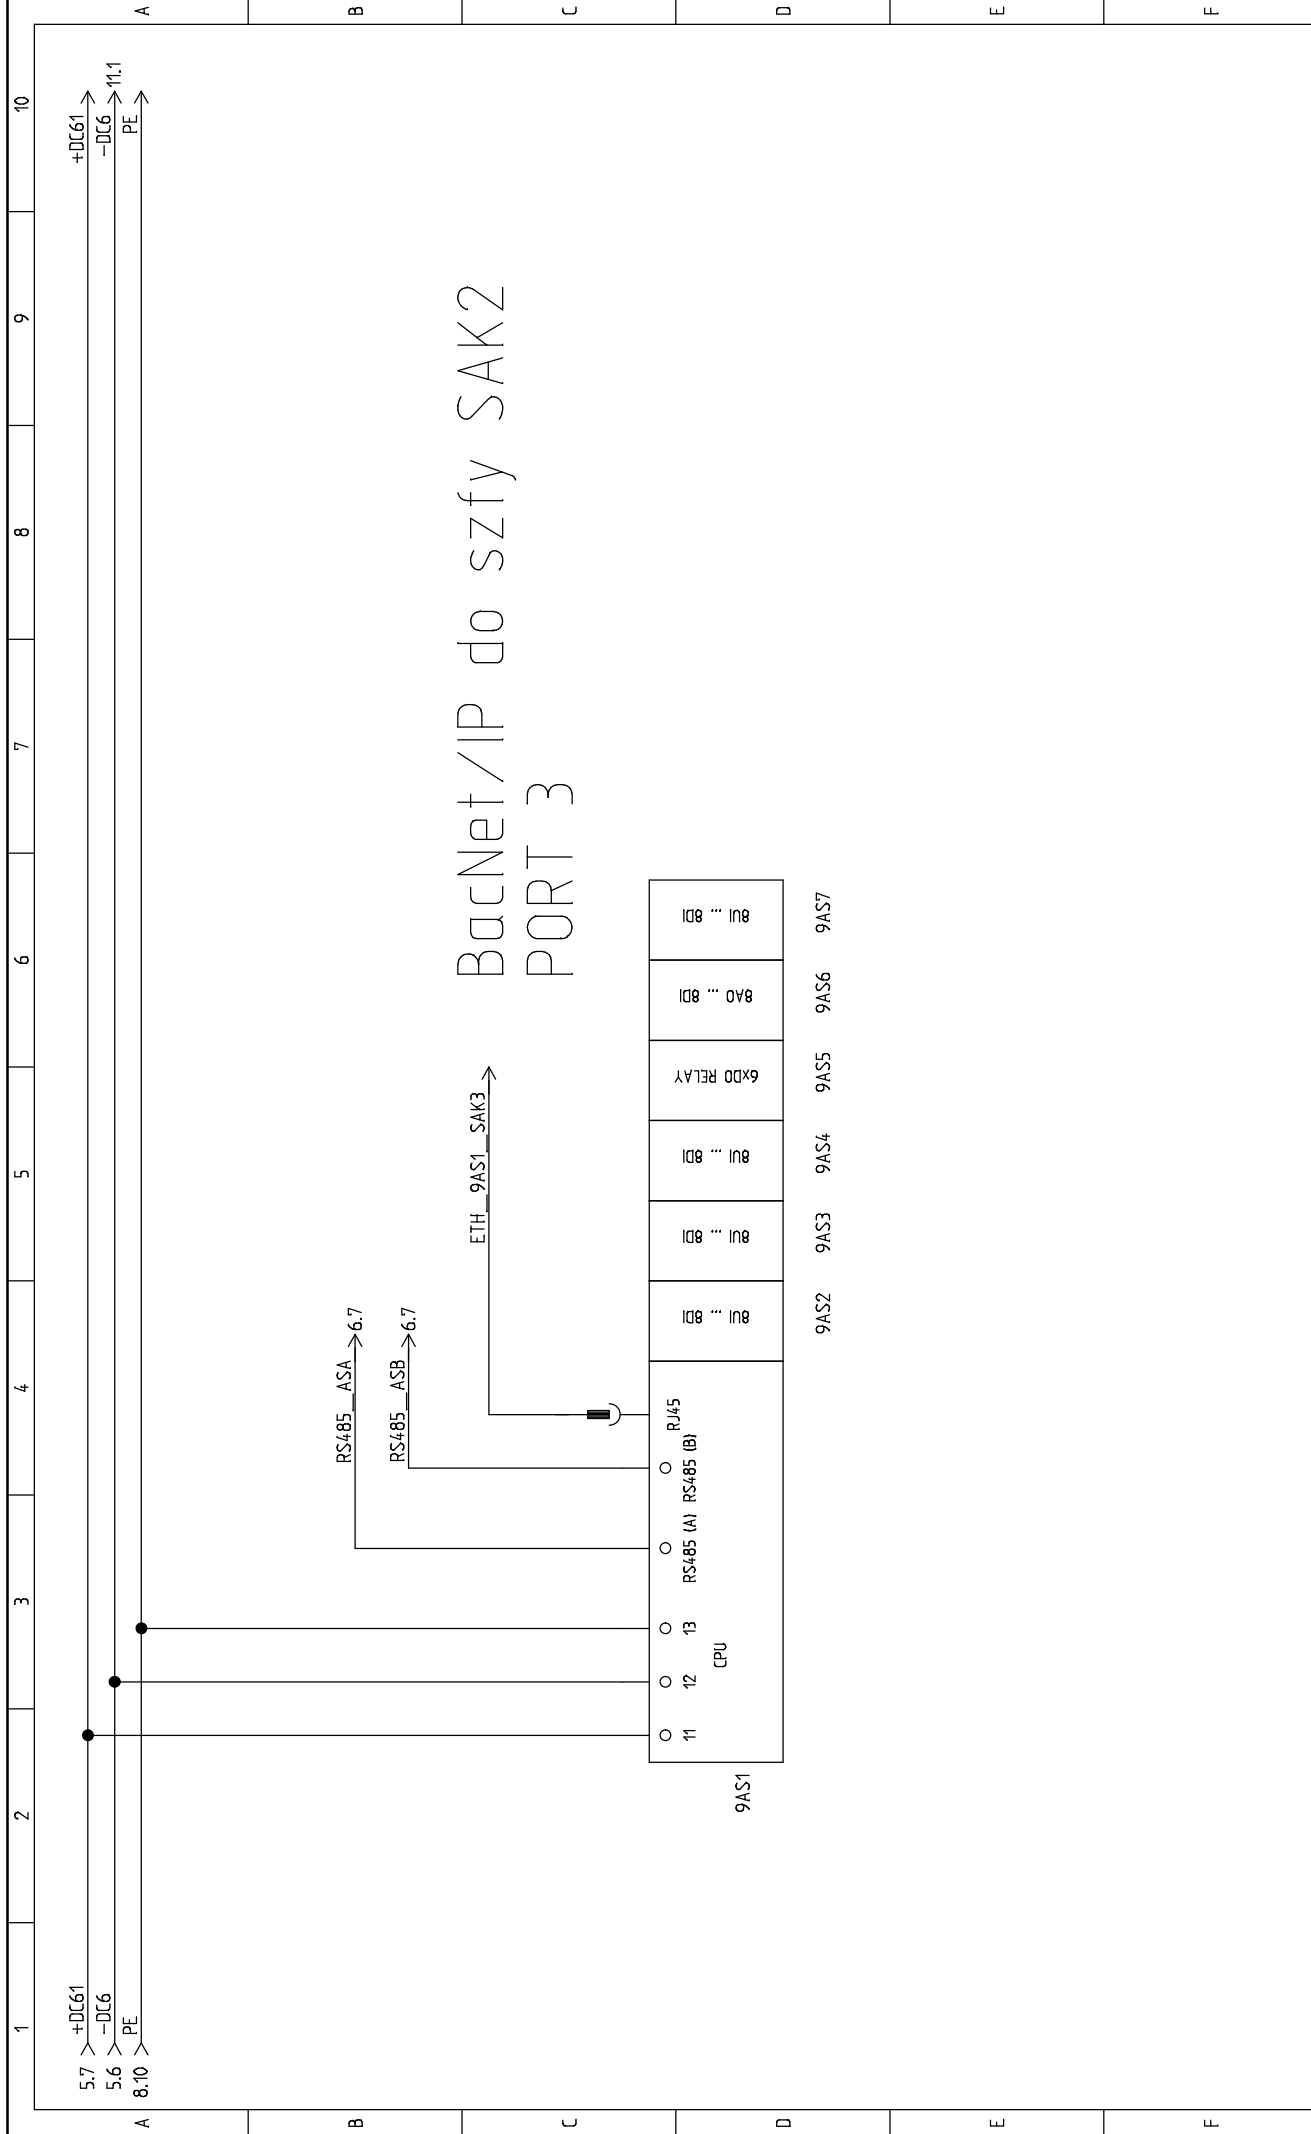 1 2 3 4 5 6 7 8 9 10
A A
B B
C C
D D
E E
F F
5.7 +DC61 +DC61
5.6 -DC6 -DC6 11.1
8.10 PE PE
RS485_ASA 6.7
RS485_ASB 6.7
ETH_9AS1_SAK3
BacNet/IP do szfy SAK2
PORT 3
11 12 13 RS485 (A) RS485 (B) RJ45
CPU
8UI ... 8DI
8UI ... 8DI
8UI ... 8DI
6xDO RELAY
8AO ... 8DI
8UI ... 8DI
9AS1
9AS2 9AS3 9AS4 9AS5 9AS6 9AS7